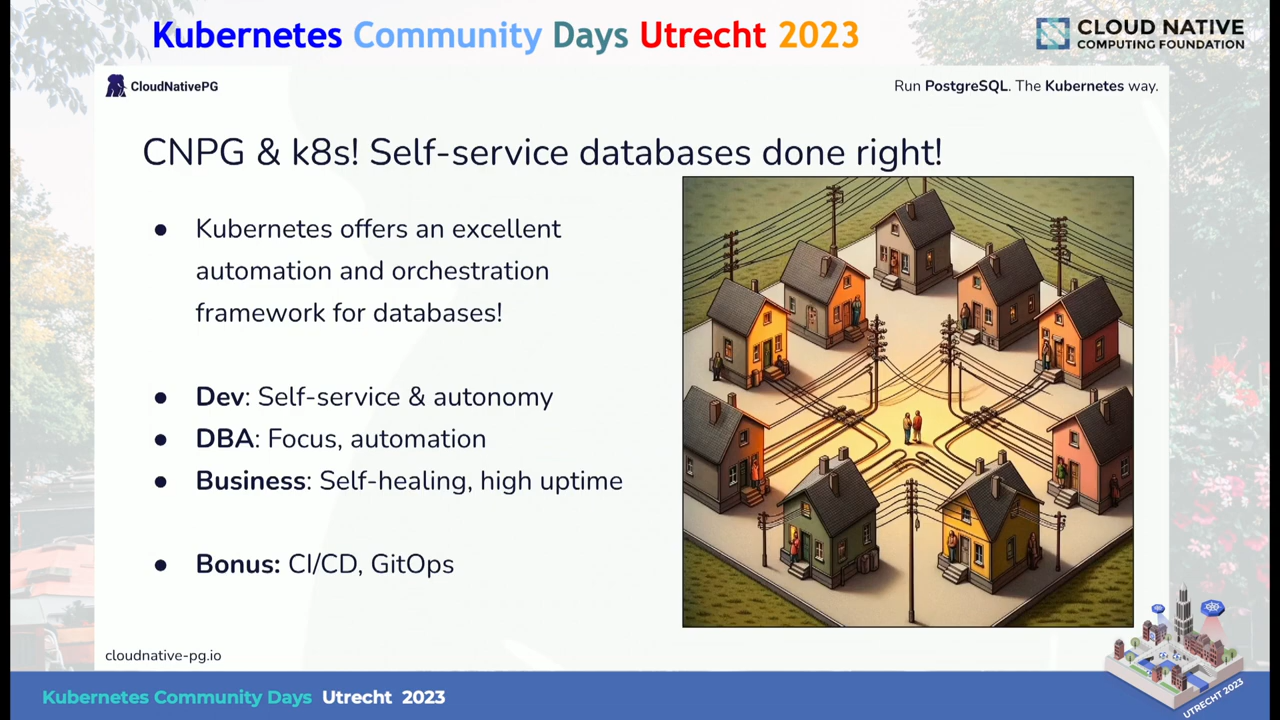 Kubernetes Community Days Utrecht 2023
CLOUD NATIVE
COMPUTING FOUNDATION
CloudNativePG
Run PostgreSQL. The Kubernetes way.
CNPG & k8s! Self-service databases done right!
● Kubernetes offers an excellent
automation and orchestration
framework for databases!
● Dev: Self-service & autonomy
● DBA: Focus, automation
● Business: Self-healing, high uptime
● Bonus: CI/CD, GitOps
cloudnative-pg.io
Kubernetes Community Days Utrecht 2023
UTRECHT 2023